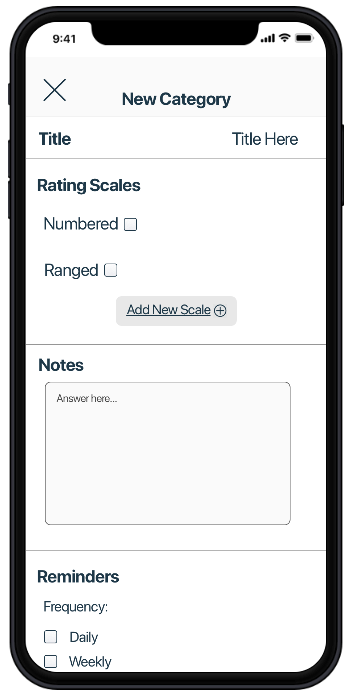 9:41
New Category
Title Title Here
Rating Scales
Numbered
Ranged
Add New Scale
Notes
Answer here...
Reminders
Frequency:
Daily
Weekly